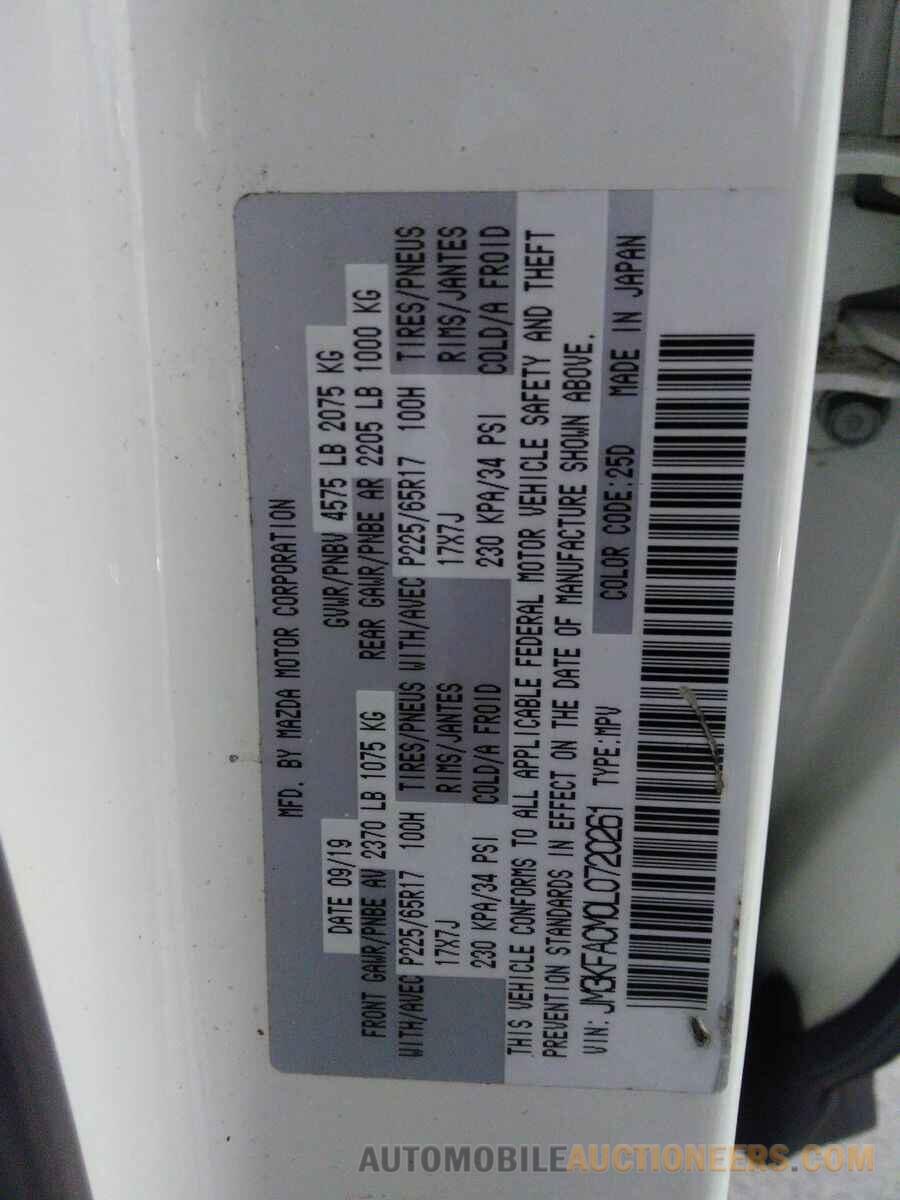 MFD. BY MAZDA MOTOR CORPORATION
DATE 09/19 GVWR/PNBV 4575 LB 2075 KG
FRONT GAWR/PNBE AV 2370 LB 1075 KG REAR GAWR/PNBE AR 2205 LB 1000 KG
WITH/AVEC P225/65R17 100H TIRES/PNEUS WITH/AVEC P225/65R17 100H TIRES/PNEUS
17X7J RIMS/JANTES 17X7J RIMS/JANTES
230 KPA/34 PSI COLD/A FROID 230 KPA/34 PSI COLD/A FROID
THIS VEHICLE CONFORMS TO ALL APPLICABLE FEDERAL MOTOR VEHICLE SAFETY AND THEFT
PREVENTION STANDARDS IN EFFECT ON THE DATE OF MANUFACTURE SHOWN ABOVE.
VIN: JM3KFACM0L0720261 TYPE:MPV COLOR CODE:25D MADE IN JAPAN
AUTOMOBILEAUCTIONEERS.COM